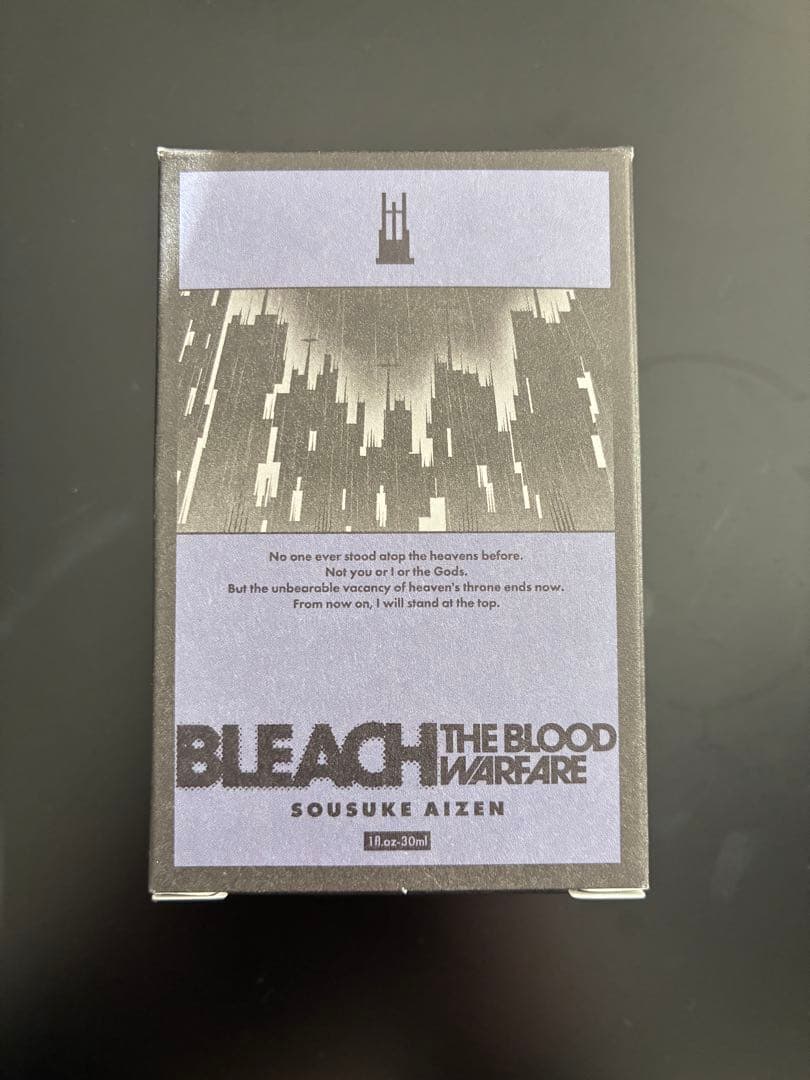 No one ever stood atop the heavens before.
Not you or I or the Gods.
But the unbearable vacancy of heaven's throne ends now.
From now on, I will stand at the top.
BLEACH THE BLOOD
WARFARE
SOUSUKE AIZEN
1fl.oz-30ml